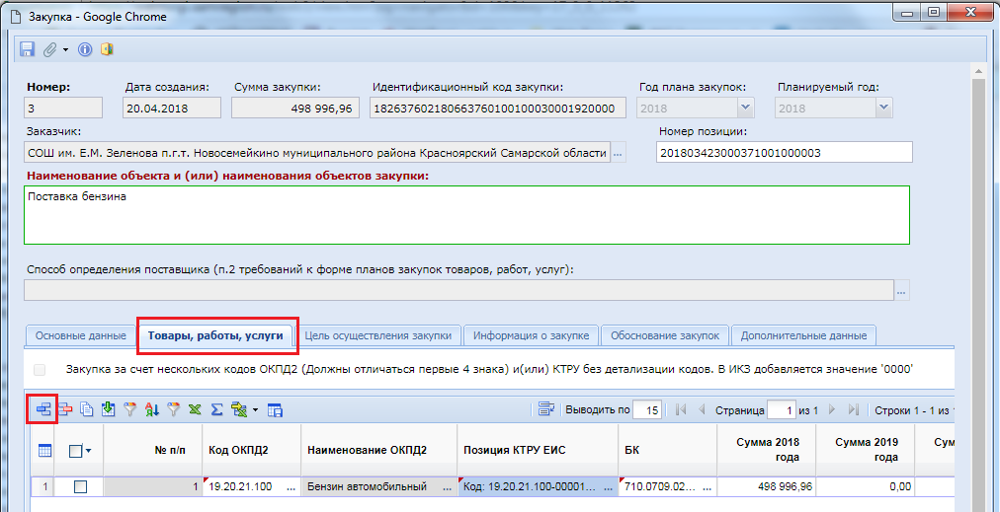 Закупка - Google Chrome
Номер: Дата создания: Сумма закупки: Идентификационный код закупки: Год плана закупок: Планируемый год:
3 20.04.2018 498 996,96 182637602180663760100100030001920000 2018 2018
Заказчик: Номер позиции:
СОШ им. Е.М. Зеленова п.г.т. Новосемейкино муниципального района Красноярский Самарской области ... 201803423000371001000003
Наименование объекта и (или) наименования объектов закупки:
Поставка бензина
Способ определения поставщика (п.2 требований к форме планов закупок товаров, работ, услуг):
...
Основные данные Товары, работы, услуги Цель осуществления закупки Информация о закупке Обоснование закупок Дополнительные данные
Закупка за счет нескольких кодов ОКПД2 (Должны отличаться первые 4 знака) и(или) КТРУ без детализации кодов. В ИКЗ добавляется значение '0000'
Выводить по 15 Страница 1 из 1 Строки 1 - 1 из
№ п/п Код ОКПД2 Наименование ОКПД2 Позиция КТРУ ЕИС БК Сумма 2018 года Сумма 2019 года
1 1 19.20.21.100 ... Бензин автомобильный ... Код: 19.20.21.100-00001... ... 710.0709.02... ... 498 996,96 0,00